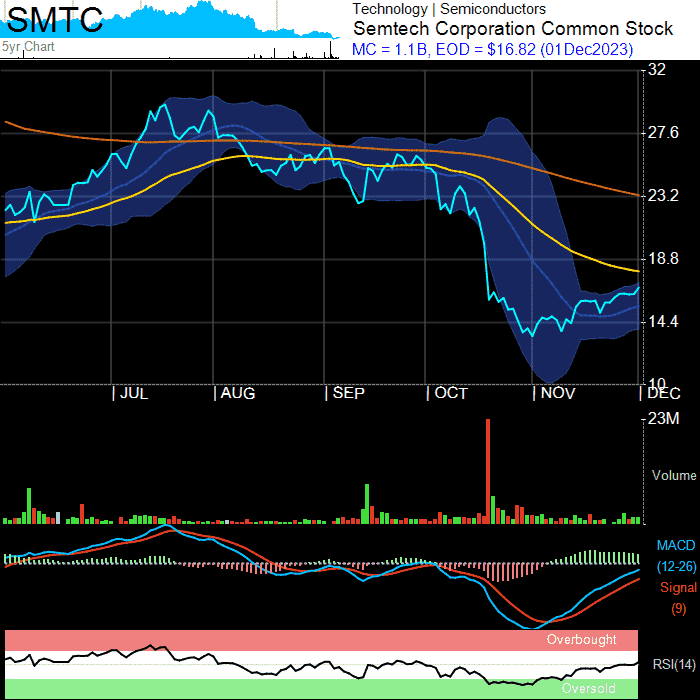 SMTC
5yr Chart
Technology | Semiconductors
Semtech Corporation Common Stock
MC = 1.1B, EOD = $16.82 (01Dec2023)
32
27.6
23.2
18.8
14.4
10
| JUL | AUG | SEP | OCT | NOV | DEC
23M
Volume
MACD
(12-26)
Signal
(9)
Overbought
RSI(14)
Oversold